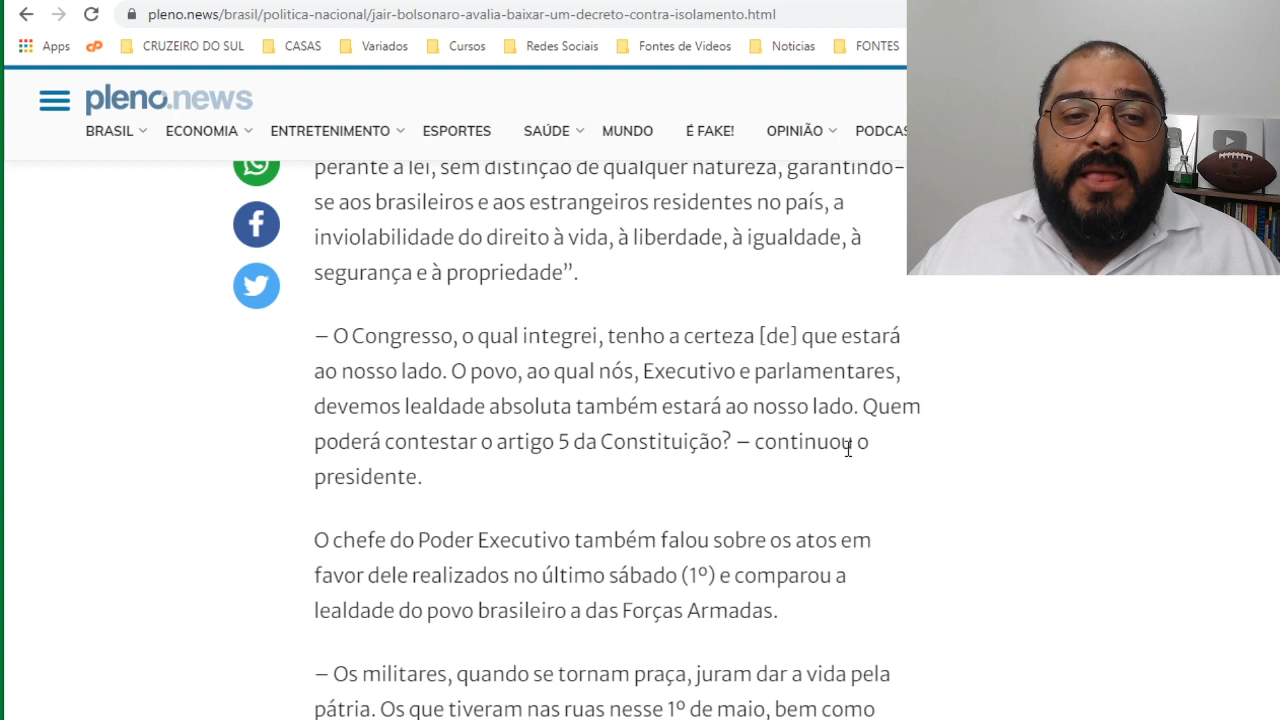 pleno.news/brasil/politica-nacional/jair-bolsonaro-avalia-baixar-um-decreto-contra-isolamento.html
Apps CRUZEIRO DO SUL CASAS Variados Cursos Redes Sociais Fontes de Videos Noticias FONTES
pleno.news
BRASIL ECONOMIA ENTRETENIMENTO ESPORTES SAÚDE MUNDO É FAKE! OPINIÃO PODCAS
perante a lei, sem distinção de qualquer natureza, garantindo-
se aos brasileiros e aos estrangeiros residentes no país, a
inviolabilidade do direito à vida, à liberdade, à igualdade, à
segurança e à propriedade”.
– O Congresso, o qual integrei, tenho a certeza [de] que estará
ao nosso lado. O povo, ao qual nós, Executivo e parlamentares,
devemos lealdade absoluta também estará ao nosso lado. Quem
poderá contestar o artigo 5 da Constituição? – continuou o
presidente.
O chefe do Poder Executivo também falou sobre os atos em
favor dele realizados no último sábado (1º) e comparou a
lealdade do povo brasileiro a das Forças Armadas.
– Os militares, quando se tornam praça, juram dar a vida pela
pátria. Os que tiveram nas ruas nesse 1º de maio, bem como